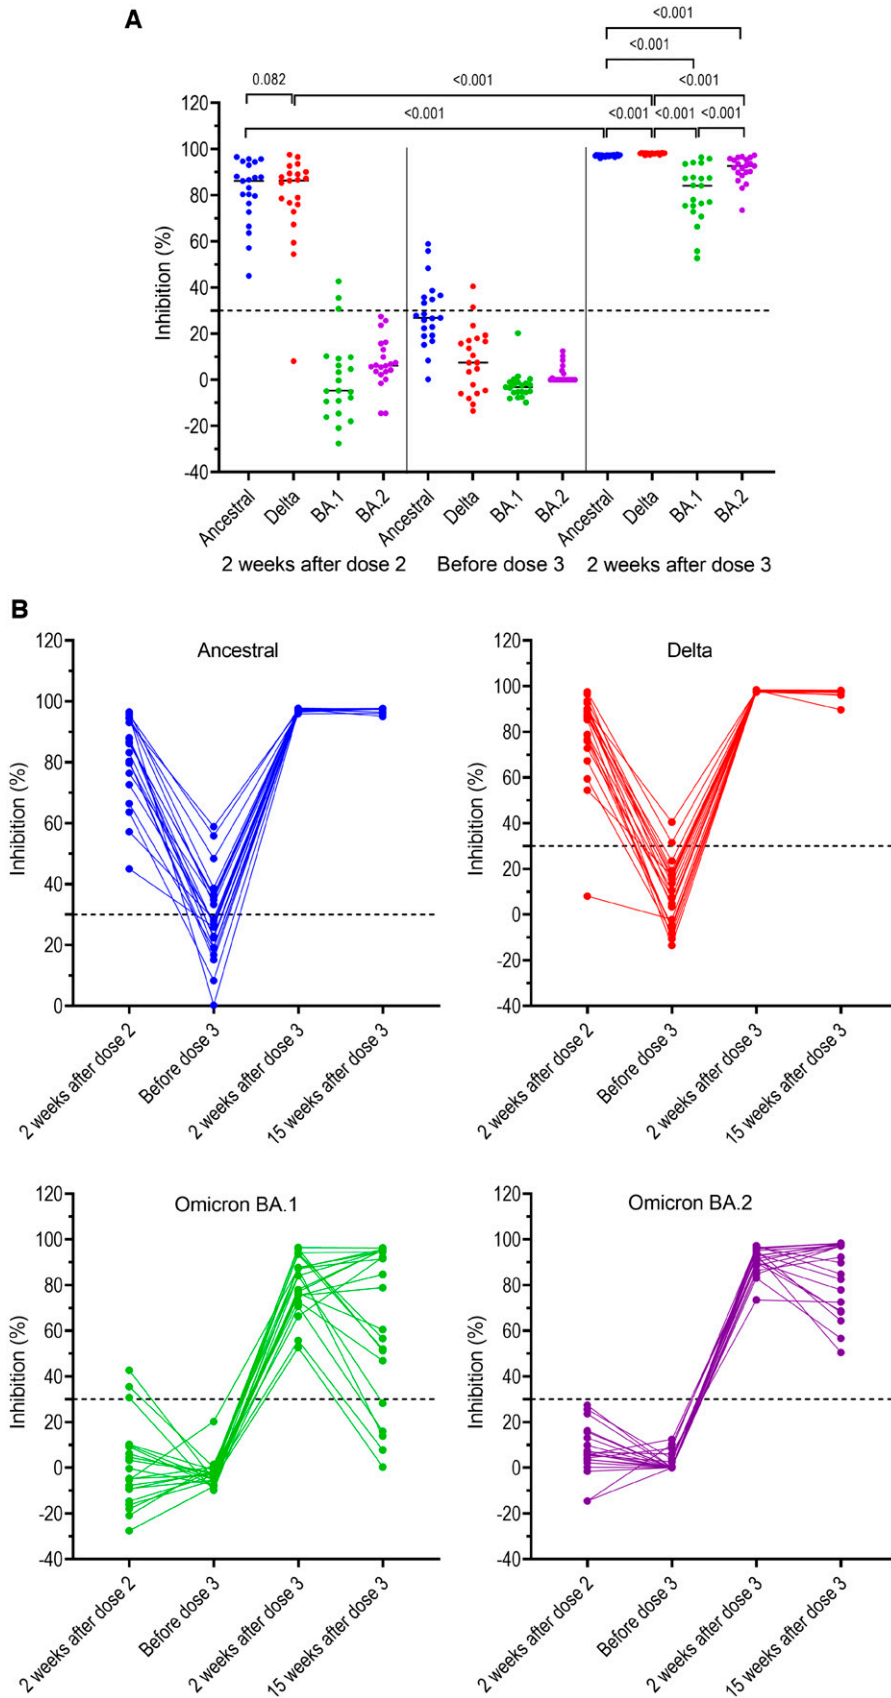 A
<0.001
<0.001
0.082 <0.001 <0.001
<0.001 <0.001 <0.001 <0.001
Inhibition (%)
120
100
80
60
40
20
0
-20
-40
Ancestral Delta BA.1 BA.2 Ancestral Delta BA.1 BA.2 Ancestral Delta BA.1 BA.2
2 weeks after dose 2 Before dose 3 2 weeks after dose 3
B
Ancestral
Inhibition (%)
120
100
80
60
40
20
0
2 weeks after dose 2 Before dose 3 2 weeks after dose 3 15 weeks after dose 3
Delta
Inhibition (%)
120
100
80
60
40
20
0
-20
-40
2 weeks after dose 2 Before dose 3 2 weeks after dose 3 15 weeks after dose 3
Omicron BA.1
Inhibition (%)
120
100
80
60
40
20
0
-20
-40
2 weeks after dose 2 Before dose 3 2 weeks after dose 3 15 weeks after dose 3
Omicron BA.2
Inhibition (%)
120
100
80
60
40
20
0
-20
-40
2 weeks after dose 2 Before dose 3 2 weeks after dose 3 15 weeks after dose 3